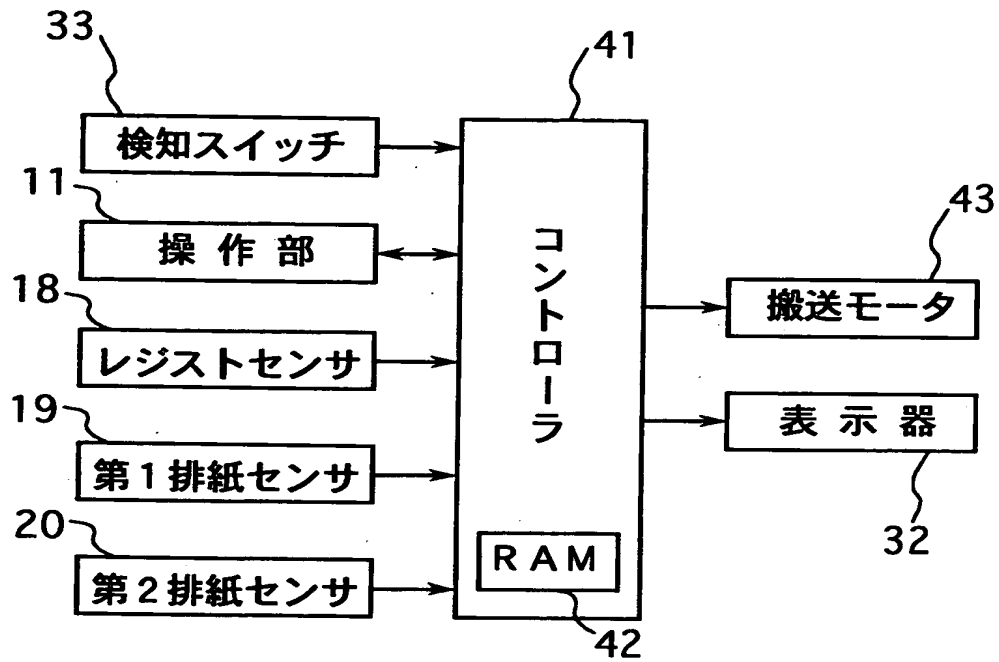 33
検知スイッチ
11
操作部
18
レジストセンサ
19
第1排紙センサ
20
第2排紙センサ
41
コントローラ
RAM
42
43
搬送モータ
表示器
32